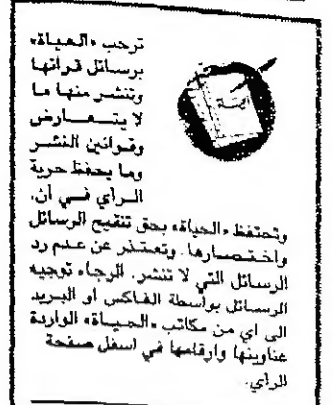 ترحب «الحياة»
برسائل قرائها
وتنشر منها ما
لا يتعارض
وقوانين النشر
وما يحفظ حرية
الرأي في آن.
وتحتفظ «الحياة» بحق تنقيح الرسائل
واختصارها. وتعتذر عن عدم رد
الرسائل التي لا تنشر. الرجاء توجيه
الرسائل بواسطة الفاكس او البريد
الى اي من مكاتب «الحياة» الواردة
عناوينها وارقامها في اسفل صفحة
الرأي.